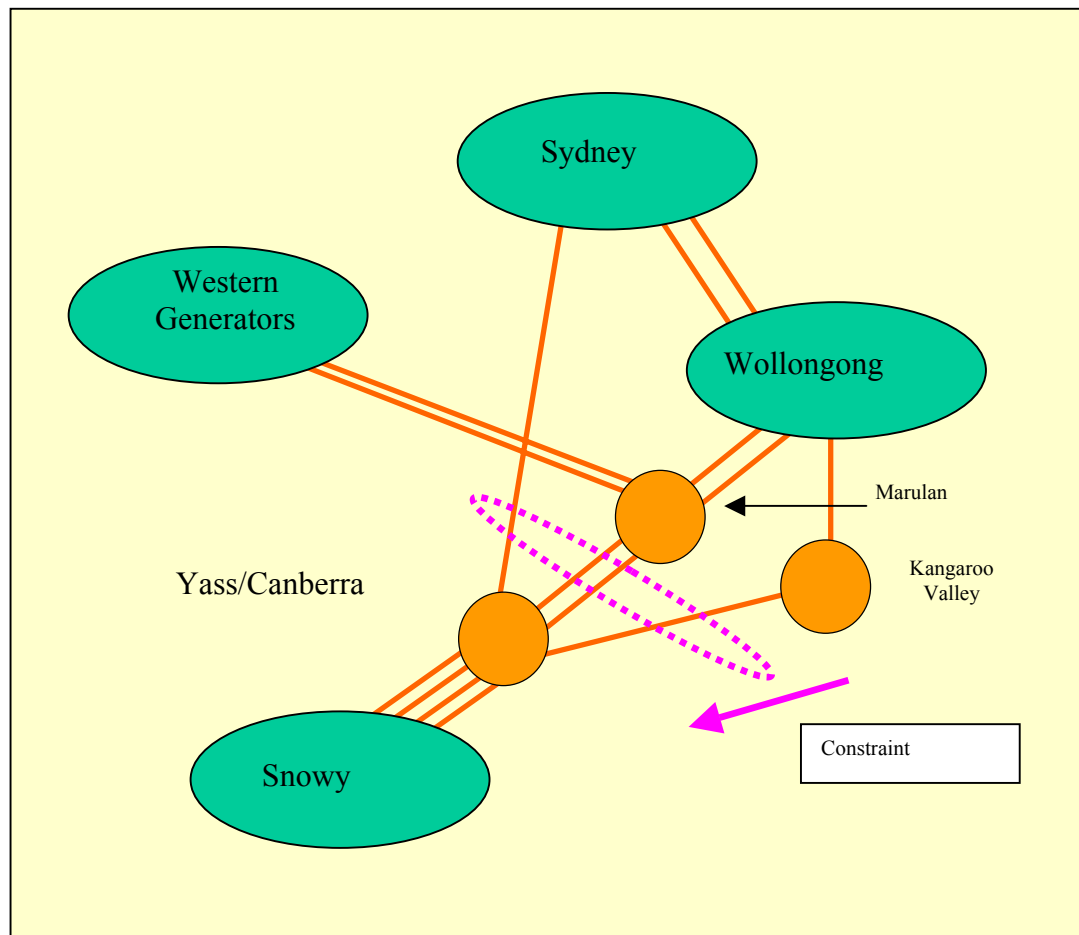 Sydney
Western
Generators
Wollongong
Marulan
Kangaroo
Valley
Yass/Canberra
Constraint
Snowy